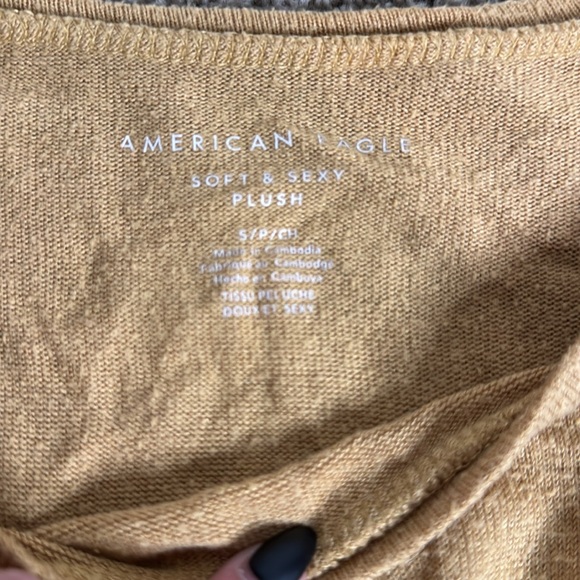 AMERICAN EAGLE
SOFT & SEXY
PLUSH
S/P/CH
Made in Cambodia
Fabriqué au Cambodge
Hecho en Camboya
TISSU PELUCHE
DOUX ET SEXY